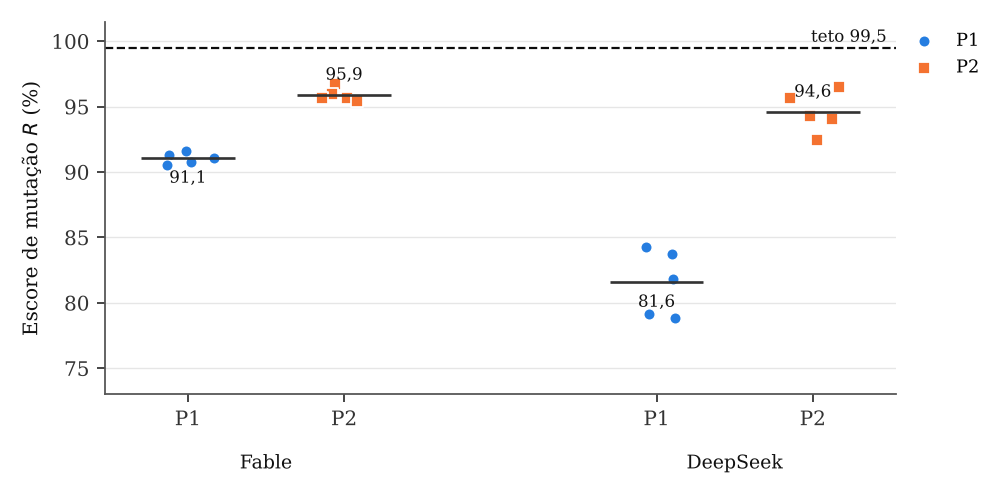 Escore de mutação R (%)
100
95
90
85
80
75
teto 99,5
95,9
91,1
94,6
81,6
P1
P2
P1
P2
Fable
DeepSeek
P1
P2